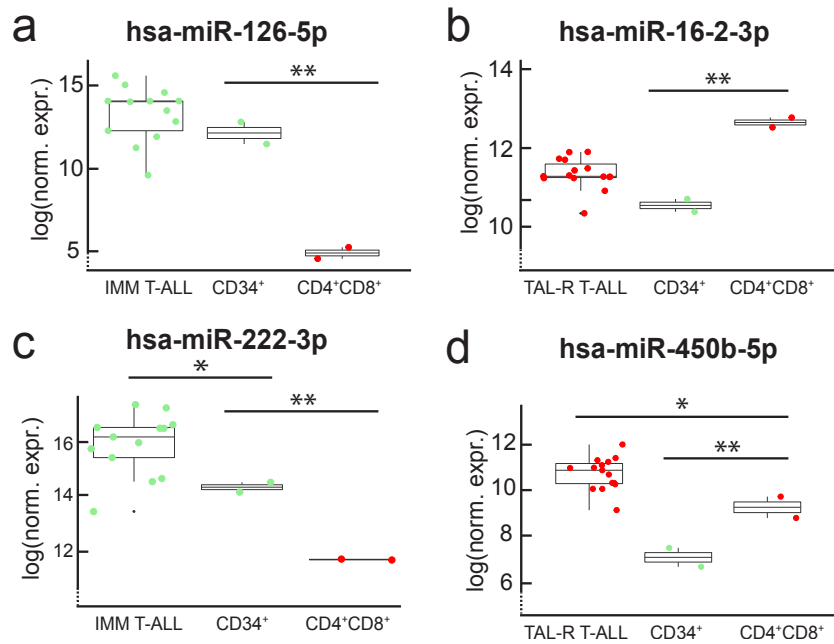 a
hsa-miR-126-5p
**
log(norm. expr.)
15
10
5
IMM T-ALL CD34⁺ CD4⁺CD8⁺
b
hsa-miR-16-2-3p
**
log(norm. expr.)
14
12
10
TAL-R T-ALL CD34⁺ CD4⁺CD8⁺
c
hsa-miR-222-3p
*
**
log(norm. expr.)
16
14
12
IMM T-ALL CD34⁺ CD4⁺CD8⁺
d
hsa-miR-450b-5p
*
**
log(norm. expr.)
12
10
8
6
TAL-R T-ALL CD34⁺ CD4⁺CD8⁺